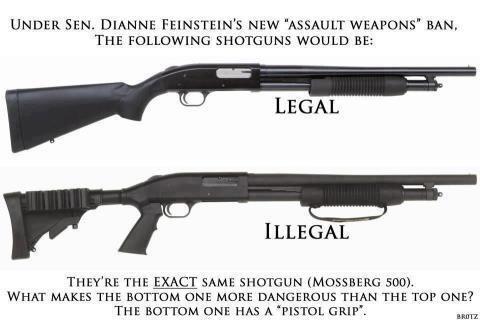 Under Sen. Dianne Feinstein's new "assault weapons" ban,
The following shotguns would be:
Legal
Illegal
They're the EXACT same shotgun (Mossberg 500).
What makes the bottom one more dangerous than the top one?
The bottom one has a "pistol grip".
BR0TZ